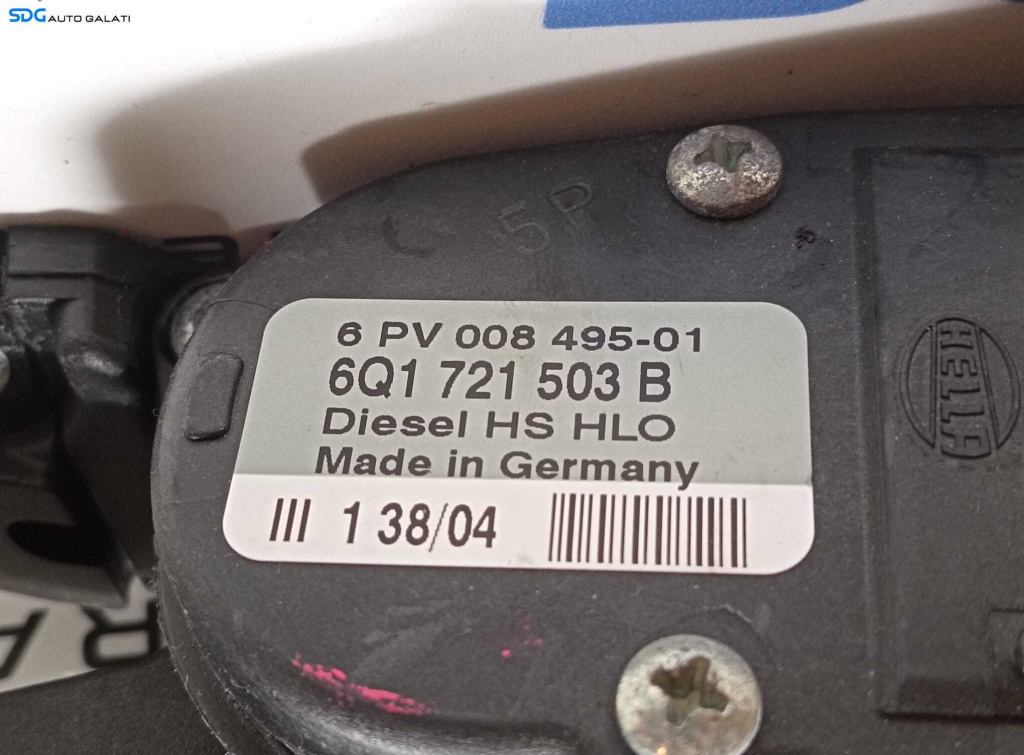 SDG AUTO GALATI
5P
6 PV 008 495-01
6Q1 721 503 B
Diesel HS HLO
Made in Germany
III 1 38/04
HELLA